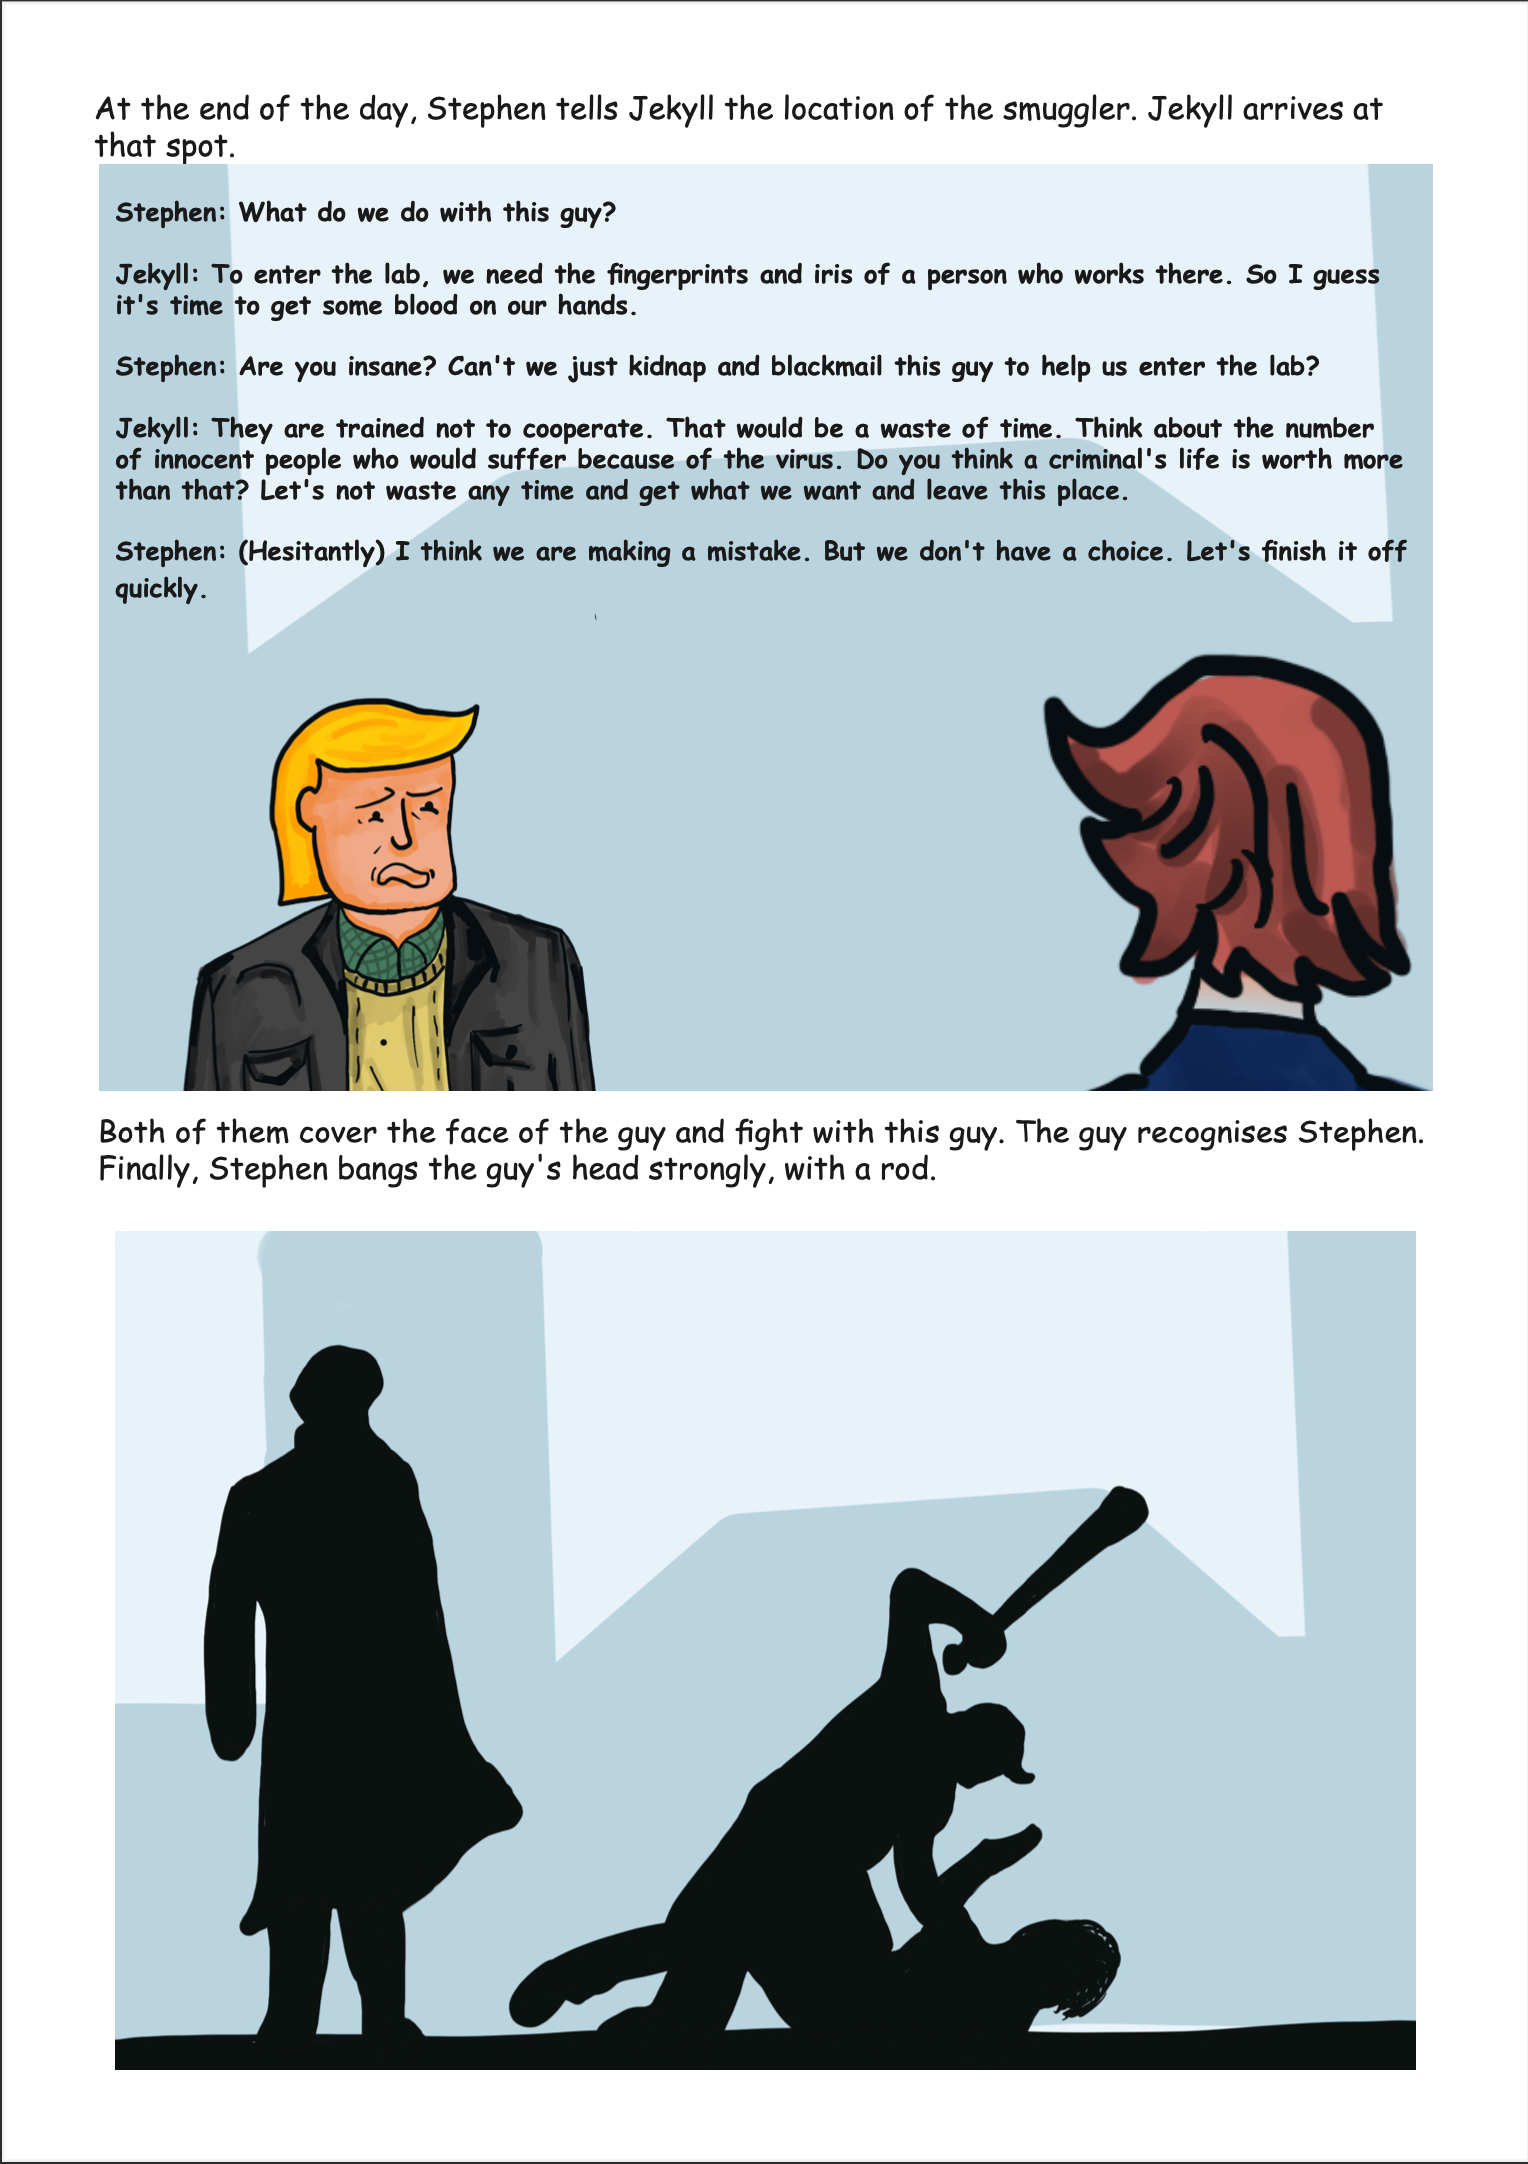 At the end of the day, Stephen tells Jekyll the location of the smuggler. Jekyll arrives at
that spot.
Stephen: What do we do with this guy?
Jekyll: To enter the lab, we need the fingerprints and iris of a person who works there. So I guess
it's time to get some blood on our hands.
Stephen: Are you insane? Can't we just kidnap and blackmail this guy to help us enter the lab?
Jekyll: They are trained not to cooperate. That would be a waste of time. Think about the number
of innocent people who would suffer because of the virus. Do you think a criminal's life is worth more
than that? Let's not waste any time and get what we want and leave this place.
Stephen: (Hesitantly) I think we are making a mistake. But we don't have a choice. Let's finish it off
quickly.
Both of them cover the face of the guy and fight with this guy. The guy recognises Stephen.
Finally, Stephen bangs the guy's head strongly, with a rod.